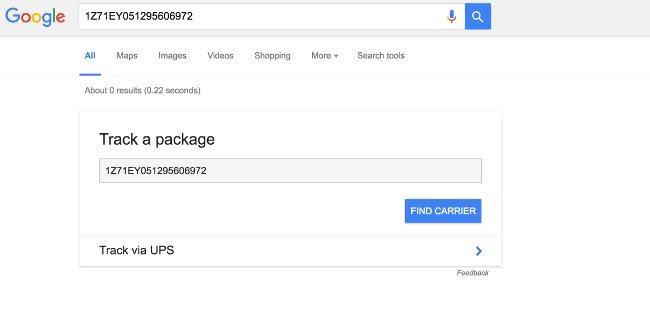 Google 1Z71EY051295606972
All Maps Images Videos Shopping More Search tools
About 0 results (0.22 seconds)
Track a package
1Z71EY051295606972
FIND CARRIER
Track via UPS
Feedback